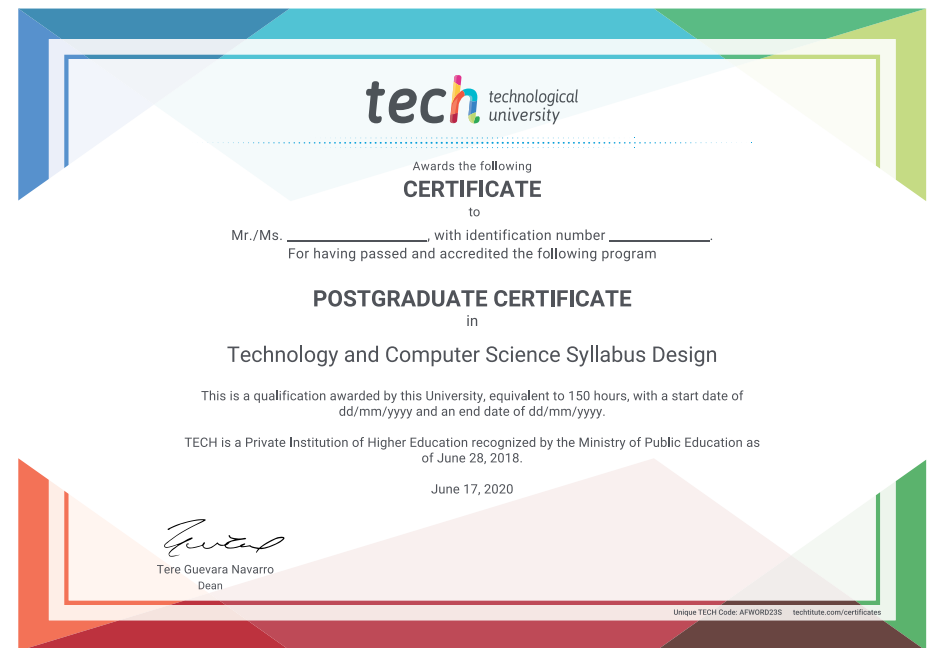 tech technological
university
Awards the following
CERTIFICATE
to
Mr./Ms. ____________________, with identification number ______________.
For having passed and accredited the following program
POSTGRADUATE CERTIFICATE
in
Technology and Computer Science Syllabus Design
This is a qualification awarded by this University, equivalent to 150 hours, with a start date of
dd/mm/yyyy and an end date of dd/mm/yyyy.
TECH is a Private Institution of Higher Education recognized by the Ministry of Public Education as
of June 28, 2018.
June 17, 2020
Tere Guevara Navarro
Dean
Unique TECH Code: AFWORD23S techtitute.com/certificates